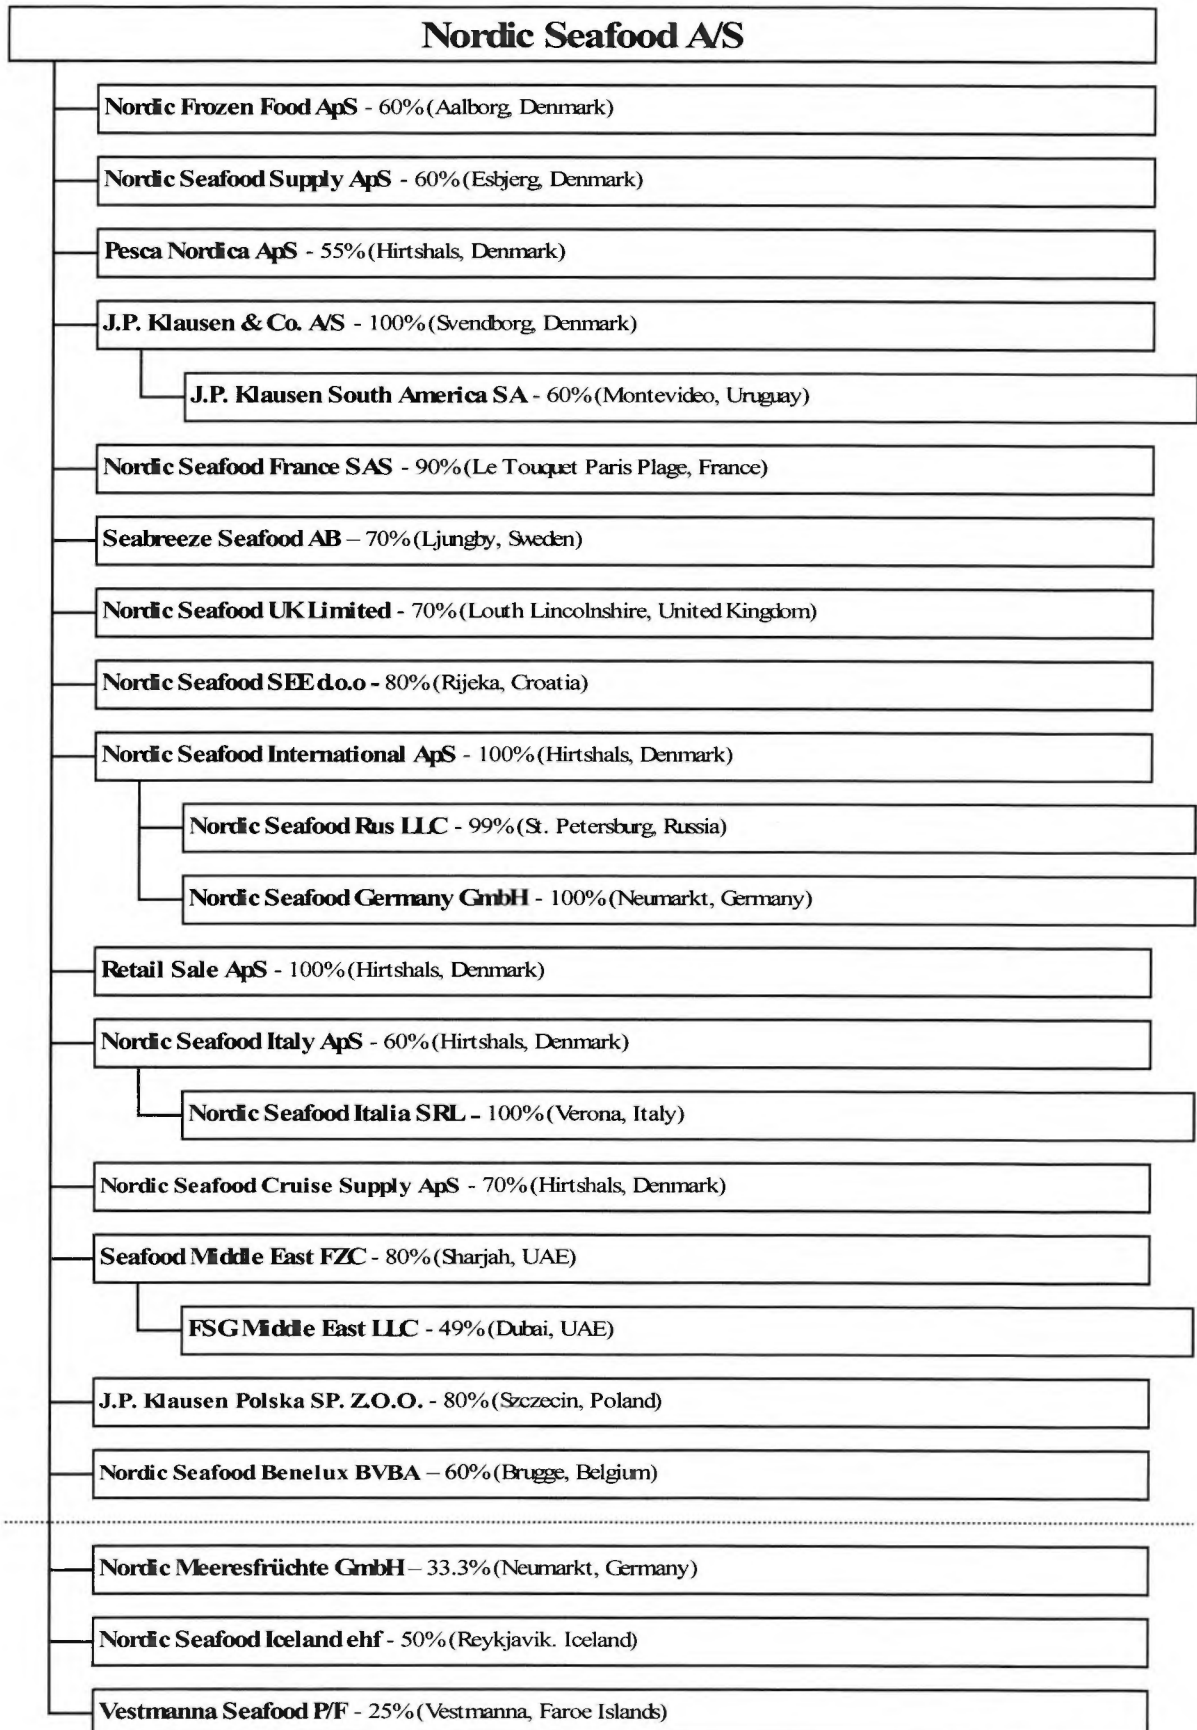 Nordic Seafood A/S
Nordic Frozen Food ApS - 60% (Aalborg, Denmark)
Nordic Seafood Supply ApS - 60% (Esbjerg, Denmark)
Pesca Nordica ApS - 55% (Hirtshals, Denmark)
J.P. Klausen & Co. A/S - 100% (Svendborg, Denmark)
J.P. Klausen South America SA - 60% (Montevideo, Uruguay)
Nordic Seafood France SAS - 90% (Le Touquet Paris Plage, France)
Seabreeze Seafood AB – 70% (Ljungby, Sweden)
Nordic Seafood UK Limited - 70% (Louth Lincolnshire, United Kingdom)
Nordic Seafood SEE d.o.o - 80% (Rijeka, Croatia)
Nordic Seafood International ApS - 100% (Hirtshals, Denmark)
Nordic Seafood Rus LLC - 99% (St. Petersburg, Russia)
Nordic Seafood Germany GmbH - 100% (Neumarkt, Germany)
Retail Sale ApS - 100% (Hirtshals, Denmark)
Nordic Seafood Italy ApS - 60% (Hirtshals, Denmark)
Nordic Seafood Italia SRL – 100% (Verona, Italy)
Nordic Seafood Cruise Supply ApS - 70% (Hirtshals, Denmark)
Seafood Middle East FZC - 80% (Sharjah, UAE)
FSG Middle East LLC - 49% (Dubai, UAE)
J.P. Klausen Polska SP. Z.O.O. - 80% (Szczecin, Poland)
Nordic Seafood Benelux BVBA – 60% (Brugge, Belgium)
Nordic Meeresfrüchte GmbH – 33.3% (Neumarkt, Germany)
Nordic Seafood Iceland ehf - 50% (Reykjavik. Iceland)
Vestmanna Seafood P/F - 25% (Vestmanna, Faroe Islands)